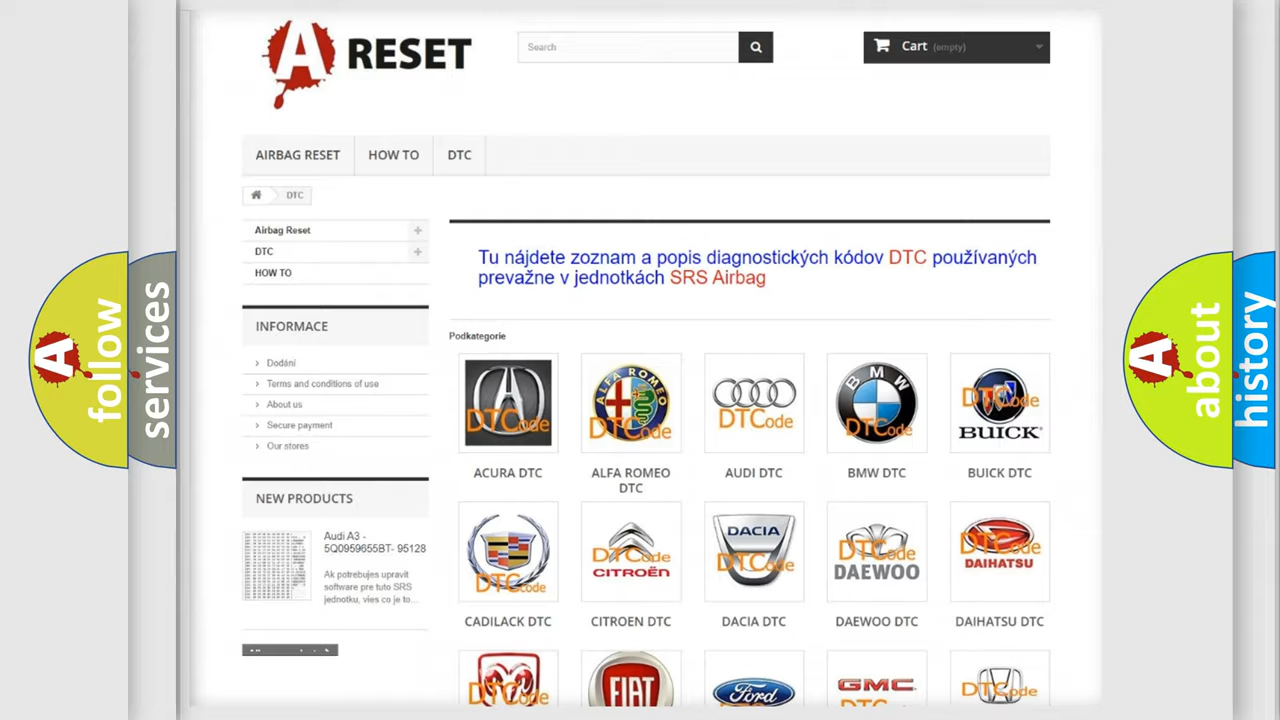 A RESET
Search
Cart (empty)
AIRBAG RESET
HOW TO
DTC
DTC
Airbag Reset
DTC
HOW TO
INFORMACE
Dodání
Terms and conditions of use
About us
Secure payment
Our stores
NEW PRODUCTS
Audi A3 -
5Q0959655BT- 95128
Ak potrebujes upravit
software pre tuto SRS
jednotku, vies co je to...
Tu nájdete zoznam a popis diagnostických kódov DTC používaných
prevažne v jednotkách SRS Airbag
Podkategorie
DTCode
ALFA ROMEO
DTCode
DTCode
BMW
DTCode
DTCode
BUICK
ACURA DTC
ALFA ROMEO
DTC
AUDI DTC
BMW DTC
BUICK DTC
DTCode
DTCode
CITROËN
DACIA
DTCode
DTCode
DAEWOO
DTCode
DAIHATSU
CADILACK DTC
CITROEN DTC
DACIA DTC
DAEWOO DTC
DAIHATSU DTC
DTCode
FIAT
Ford
GMC
DTCode
A follow
services
A about
history